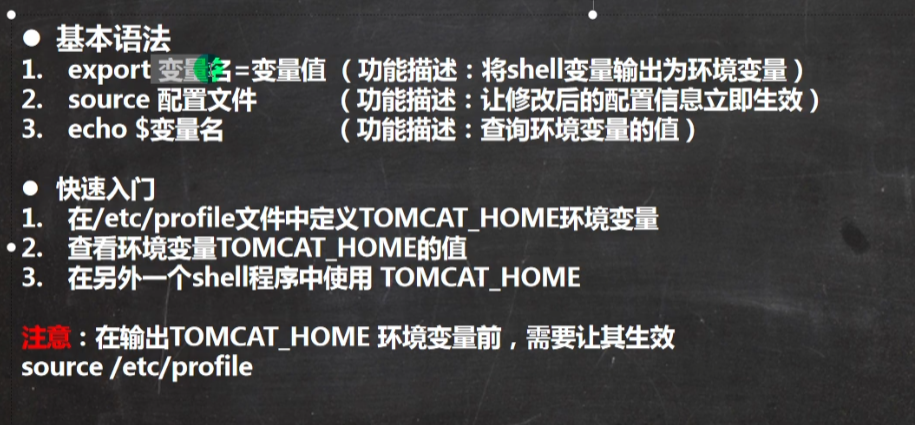 ● 基本语法
1. export 变量名=变量值（功能描述：将shell变量输出为环境变量）
2. source 配置文件 （功能描述：让修改后的配置信息立即生效）
3. echo $变量名 （功能描述：查询环境变量的值）
● 快速入门
1. 在/etc/profile文件中定义TOMCAT_HOME环境变量
2. 查看环境变量TOMCAT_HOME的值
3. 在另外一个shell程序中使用 TOMCAT_HOME
注意：在输出TOMCAT_HOME 环境变量前，需要让其生效
source /etc/profile